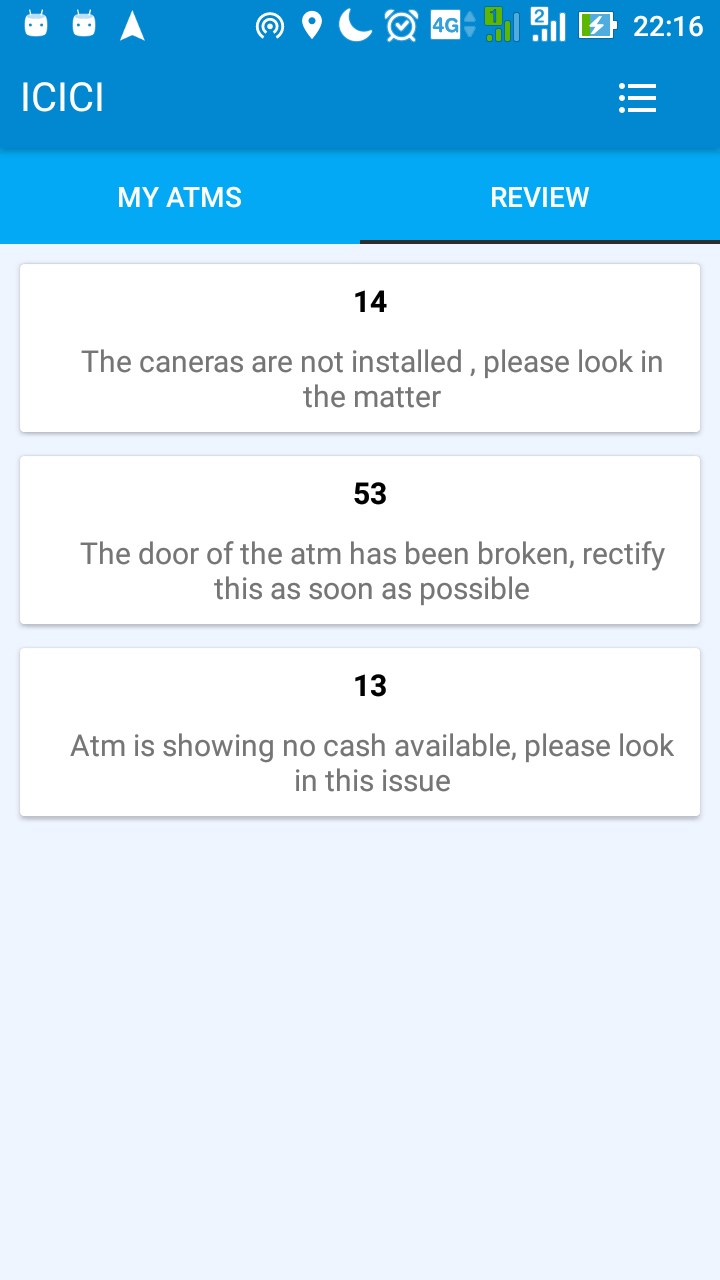 4G 1 2 22:16
ICICI
MY ATMS REVIEW
14
The caneras are not installed , please look in
the matter
53
The door of the atm has been broken, rectify
this as soon as possible
13
Atm is showing no cash available, please look
in this issue